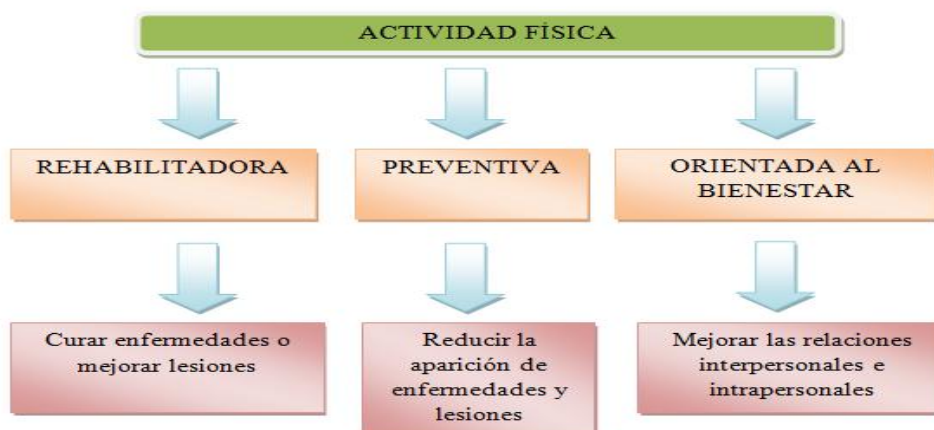 ACTIVIDAD FÍSICA
REHABILITADORA
PREVENTIVA
ORIENTADA AL
BIENESTAR
Curar enfermedades o
mejorar lesiones
Reducir la
aparición de
enfermedades y
lesiones
Mejorar las relaciones
interpersonales e
intrapersonales